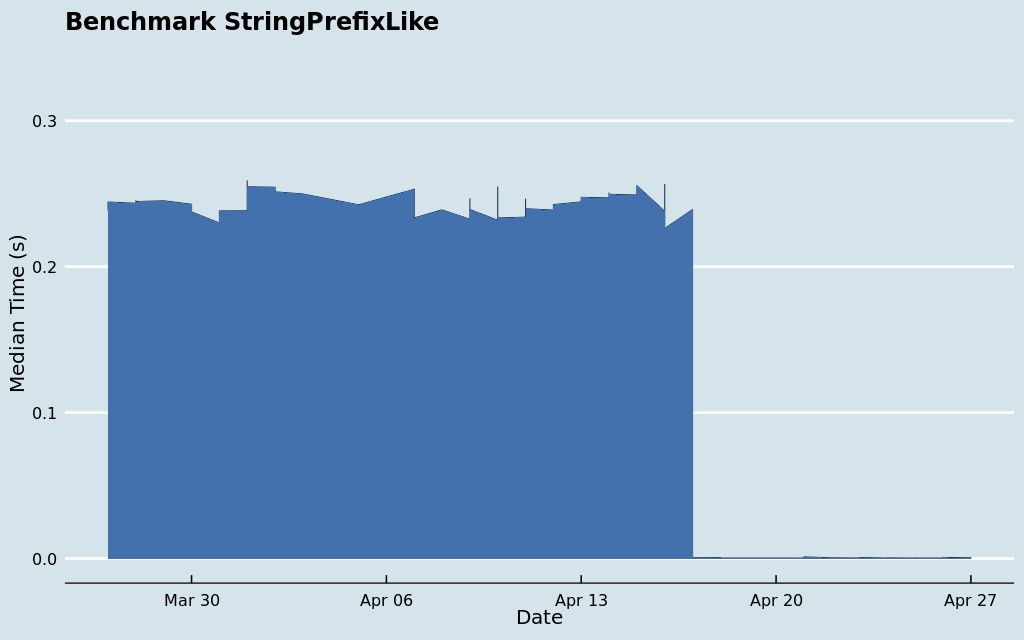 Benchmark StringPrefixLike
0.3
0.2
0.1
0.0
Median Time (s)
Mar 30
Apr 06
Apr 13
Apr 20
Apr 27
Date